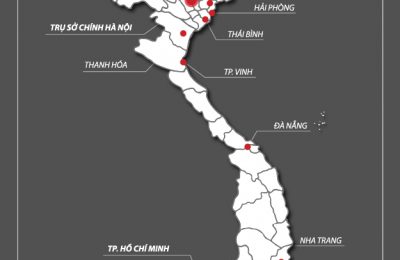 HẢI PHÒNG
TRỤ SỞ CHÍNH HÀ NỘI
THÁI BÌNH
THANH HÓA
TP. VINH
ĐÀ NẴNG
NHA TRANG
TP. HỒ CHÍ MINH